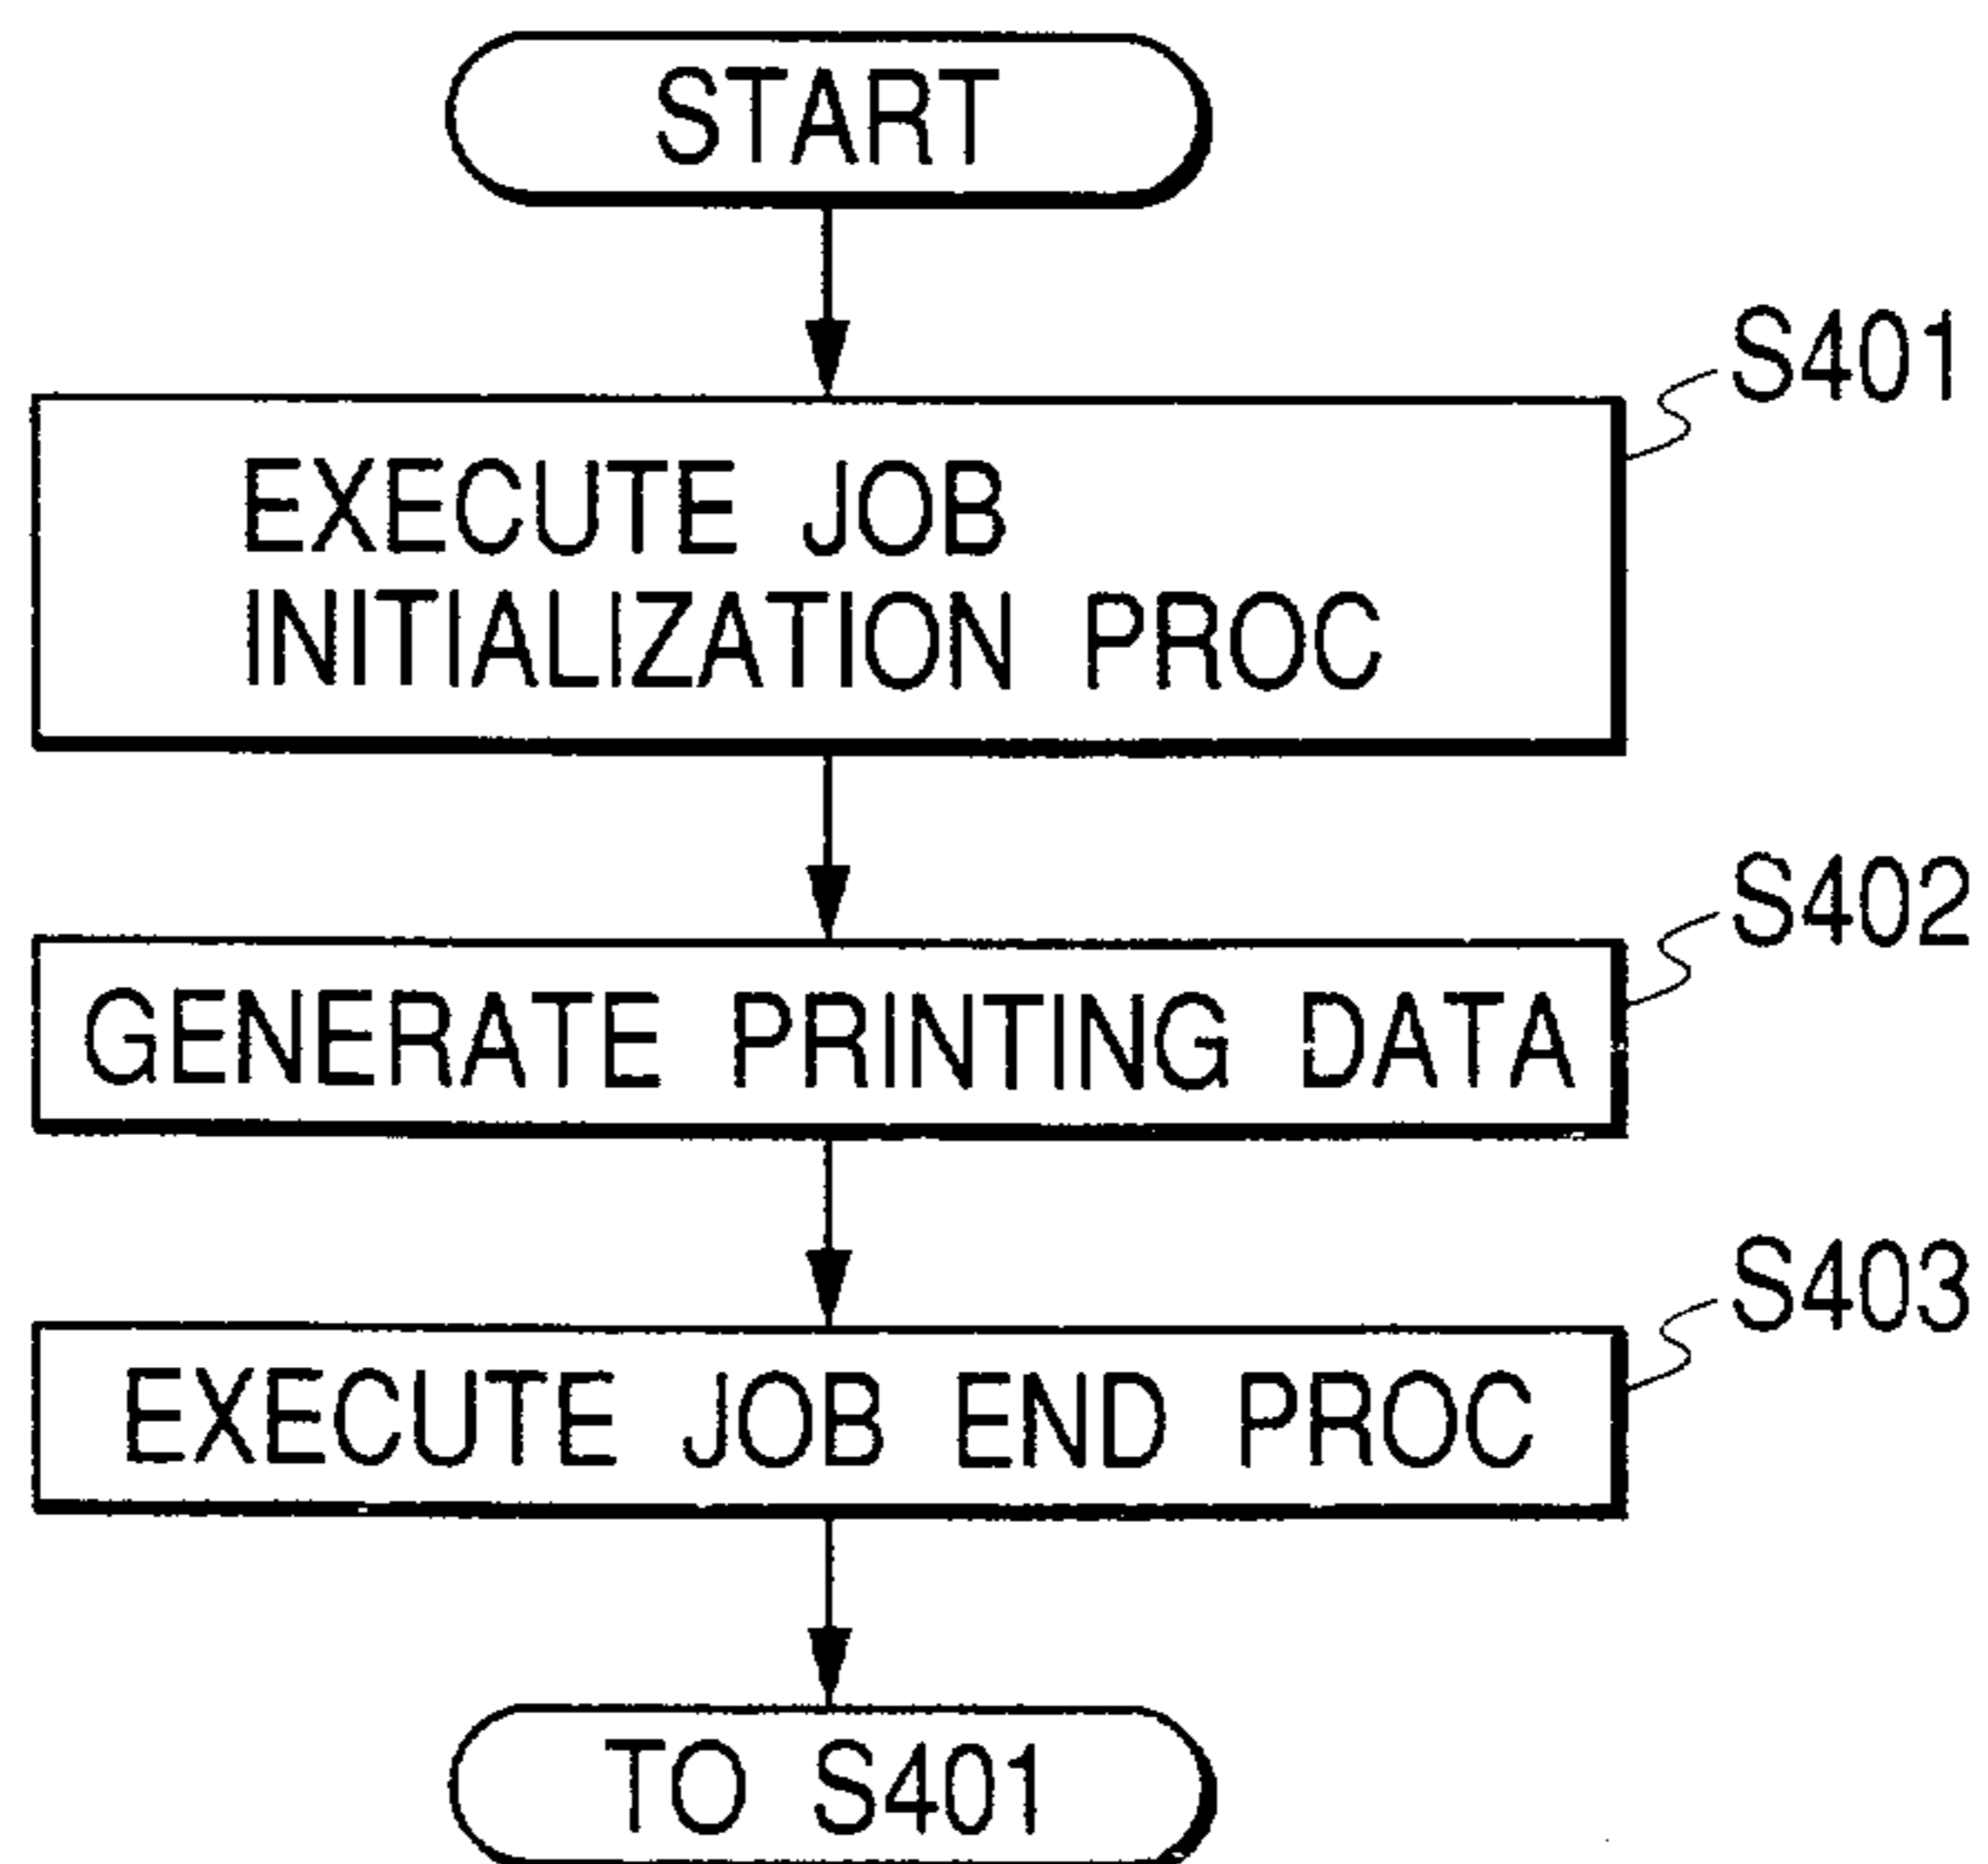 START
S401
EXECUTE JOB
INITIALIZATION PROC
S402
GENERATE PRINTING DATA
S403
EXECUTE JOB END PROC
TO S401